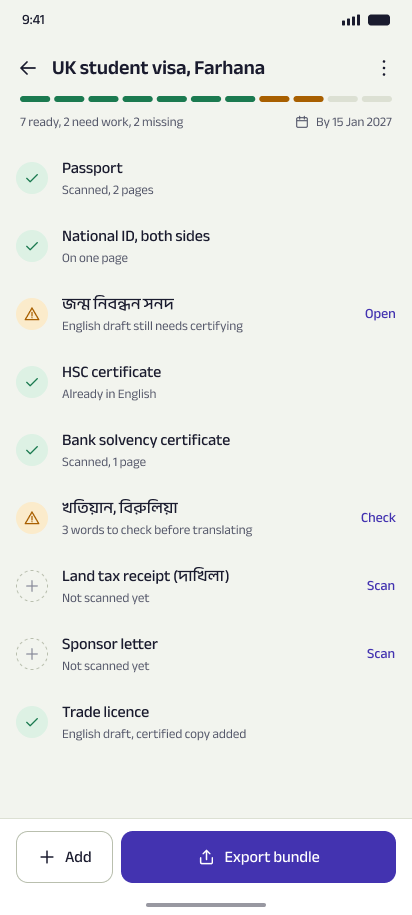 9:41
UK student visa, Farhana
7 ready, 2 need work, 2 missing
By 15 Jan 2027
Passport
Scanned, 2 pages
National ID, both sides
On one page
জন্ম নিবন্ধন সনদ
English draft still needs certifying
Open
HSC certificate
Already in English
Bank solvency certificate
Scanned, 1 page
খতিয়ান, বিরুলিয়া
3 words to check before translating
Check
Land tax receipt (দাখিলা)
Not scanned yet
Scan
Sponsor letter
Not scanned yet
Scan
Trade licence
English draft, certified copy added
Add
Export bundle